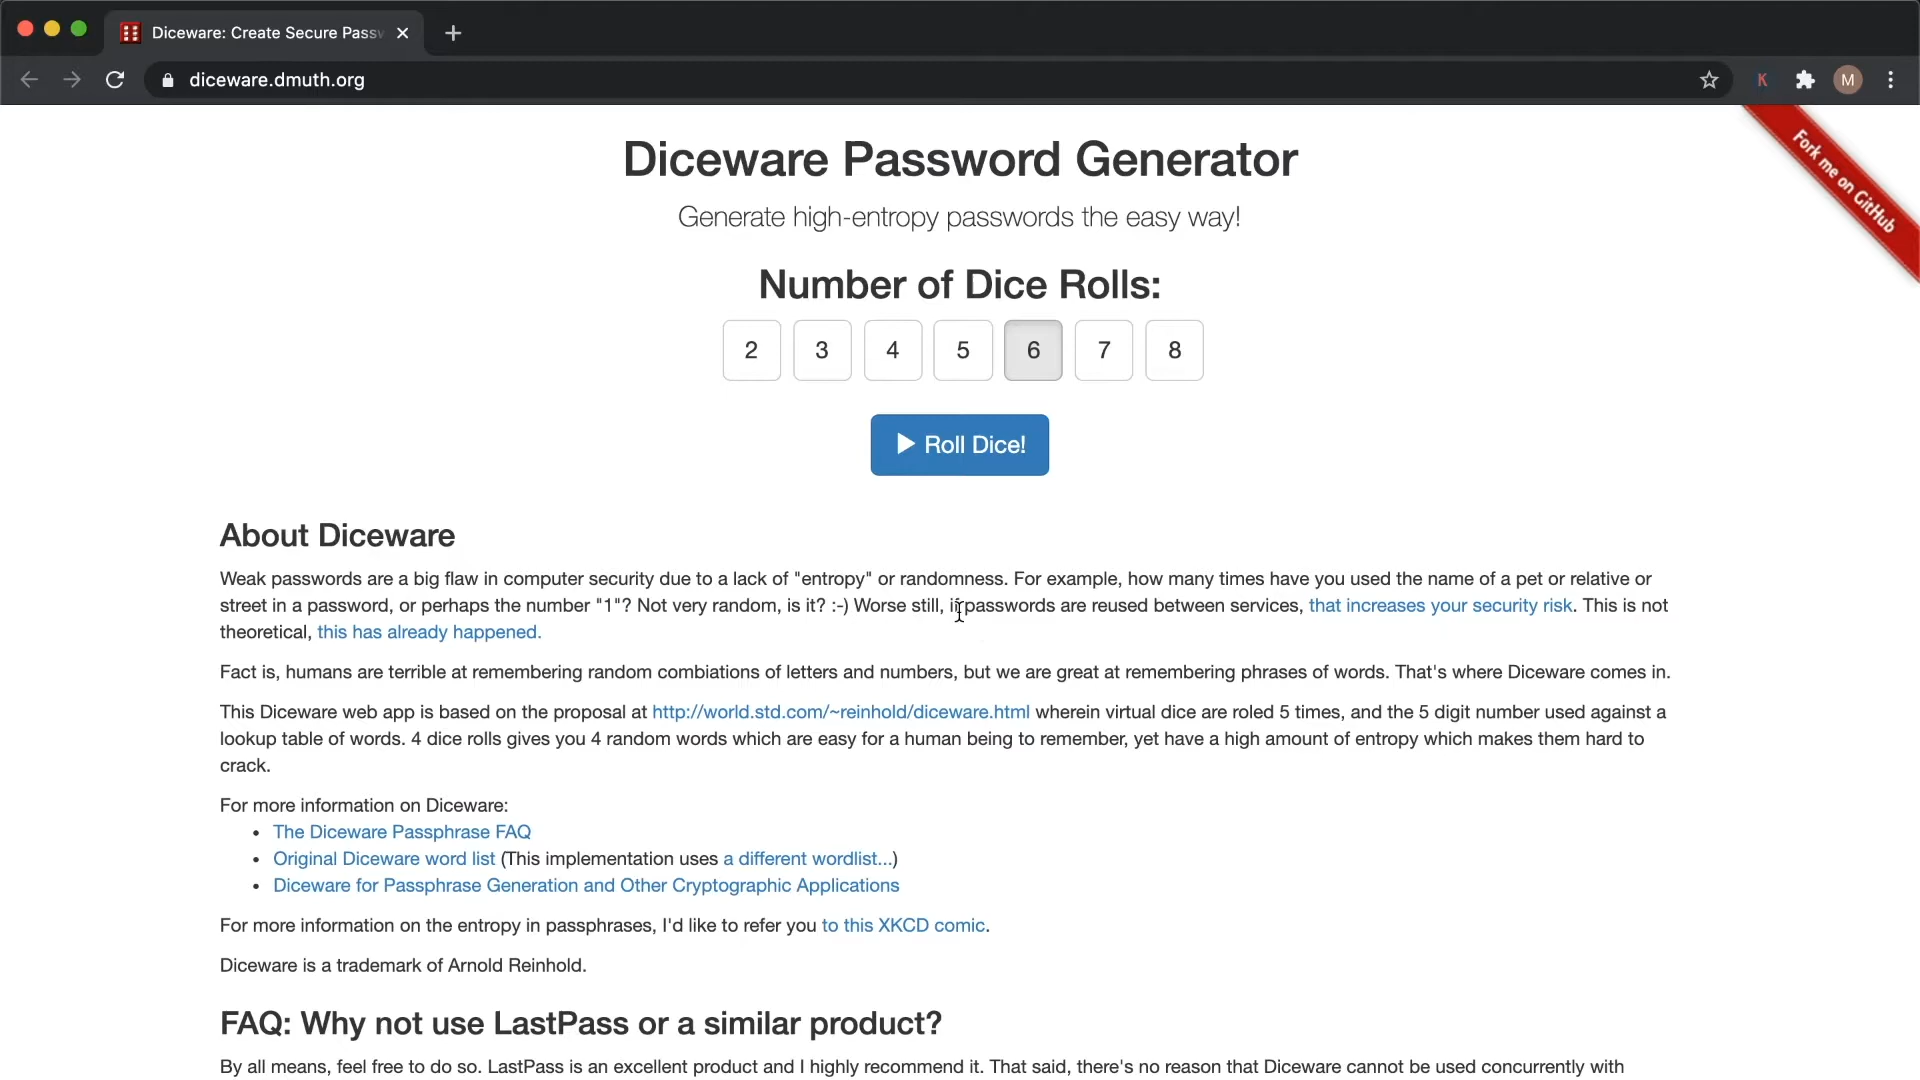 Diceware: Create Secure Passw
diceware.dmuth.org
K
M
Fork me on GitHub
Diceware Password Generator
Generate high-entropy passwords the easy way!
Number of Dice Rolls:
2 3 4 5 6 7 8
Roll Dice!
About Diceware
Weak passwords are a big flaw in computer security due to a lack of "entropy" or randomness. For example, how many times have you used the name of a pet or relative or
street in a password, or perhaps the number "1"? Not very random, is it? :-) Worse still, if passwords are reused between services, that increases your security risk. This is not
theoretical, this has already happened.
Fact is, humans are terrible at remembering random combiations of letters and numbers, but we are great at remembering phrases of words. That's where Diceware comes in.
This Diceware web app is based on the proposal at http://world.std.com/~reinhold/diceware.html wherein virtual dice are roled 5 times, and the 5 digit number used against a
lookup table of words. 4 dice rolls gives you 4 random words which are easy for a human being to remember, yet have a high amount of entropy which makes them hard to
crack.
For more information on Diceware:
• The Diceware Passphrase FAQ
• Original Diceware word list (This implementation uses a different wordlist...)
• Diceware for Passphrase Generation and Other Cryptographic Applications
For more information on the entropy in passphrases, I'd like to refer you to this XKCD comic.
Diceware is a trademark of Arnold Reinhold.
FAQ: Why not use LastPass or a similar product?
By all means, feel free to do so. LastPass is an excellent product and I highly recommend it. That said, there's no reason that Diceware cannot be used concurrently with